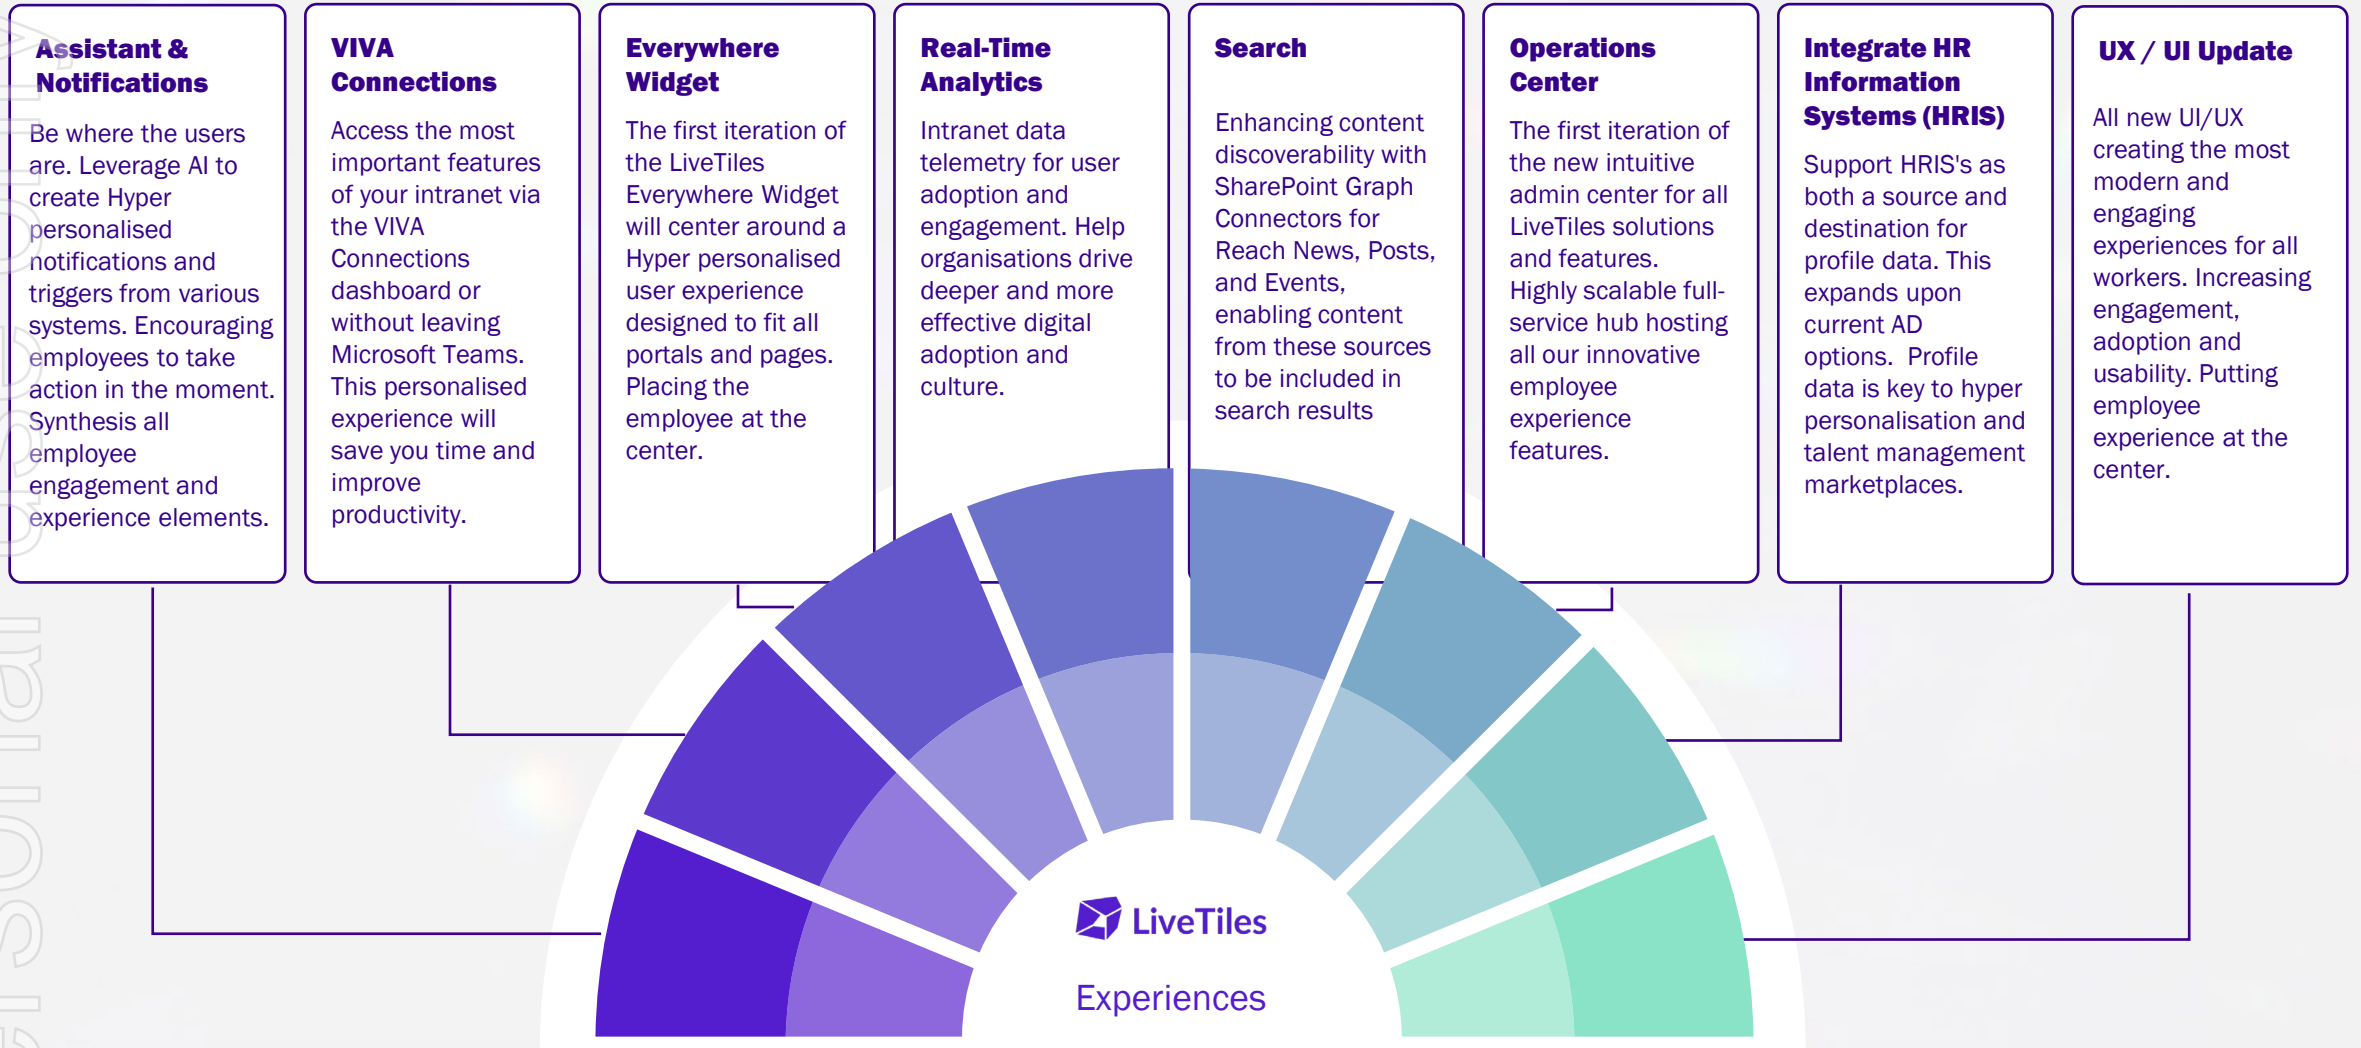 Assistant &
Notifications
Be where the users
are. Leverage AI to
create Hyper
personalised
notifications and
triggers from various
systems. Encouraging
employees to take
action in the moment.
Synthesis all
employee
engagement and
experience elements.
VIVA
Connections
Access the most
important features
of your intranet via
the VIVA
Connections
dashboard or
without leaving
Microsoft Teams.
This personalised
experience will
save you time and
improve
productivity.
Everywhere
Widget
The first iteration of
the LiveTiles
Everywhere Widget
will center around a
Hyper personalised
user experience
designed to fit all
portals and pages.
Placing the
employee at the
center.
Real-Time
Analytics
Intranet data
telemetry for user
adoption and
engagement. Help
organisations drive
deeper and more
effective digital
adoption and
culture.
Search
Enhancing content
discoverability with
SharePoint Graph
Connectors for
Reach News, Posts,
and Events,
enabling content
from these sources
to be included in
search results
Operations
Center
The first iteration of
the new intuitive
admin center for all
LiveTiles solutions
and features.
Highly scalable full-
service hub hosting
all our innovative
employee
experience
features.
Integrate HR
Information
Systems (HRIS)
Support HRIS's as
both a source and
destination for
profile data. This
expands upon
current AD
options.  Profile
data is key to hyper
personalisation and
talent management
marketplaces.
UX / UI Update
All new UI/UX
creating the most
modern and
engaging
experiences for all
workers. Increasing
engagement,
adoption and
usability. Putting
employee
experience at the
center.
LiveTiles
Experiences